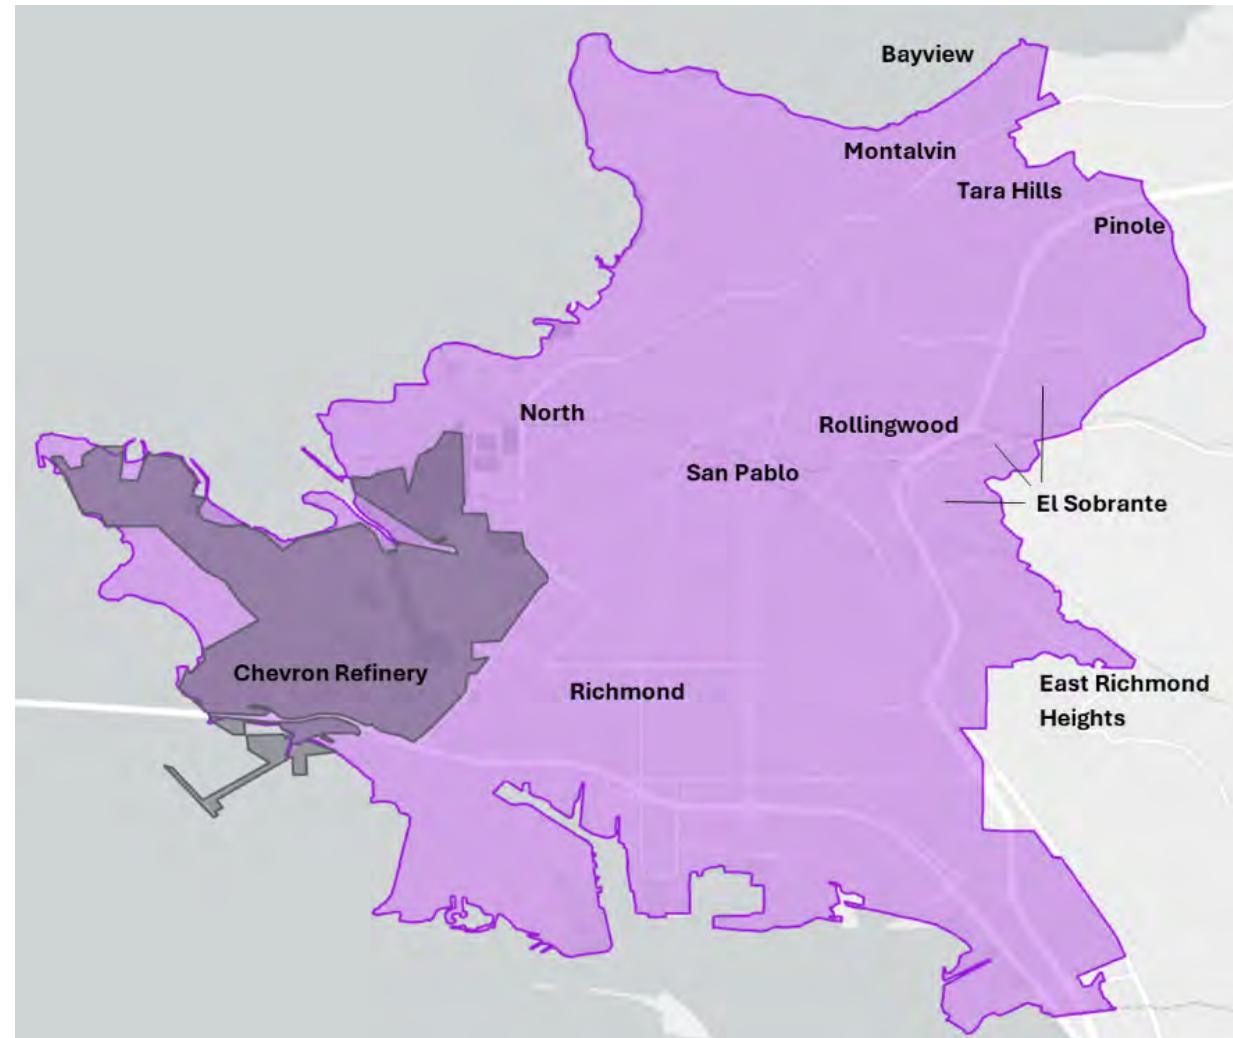 Bayview
Montalvin
Tara Hills
Pinole
North
Rollingwood
San Pablo
El Sobrante
Chevron Refinery
Richmond
East Richmond
Heights